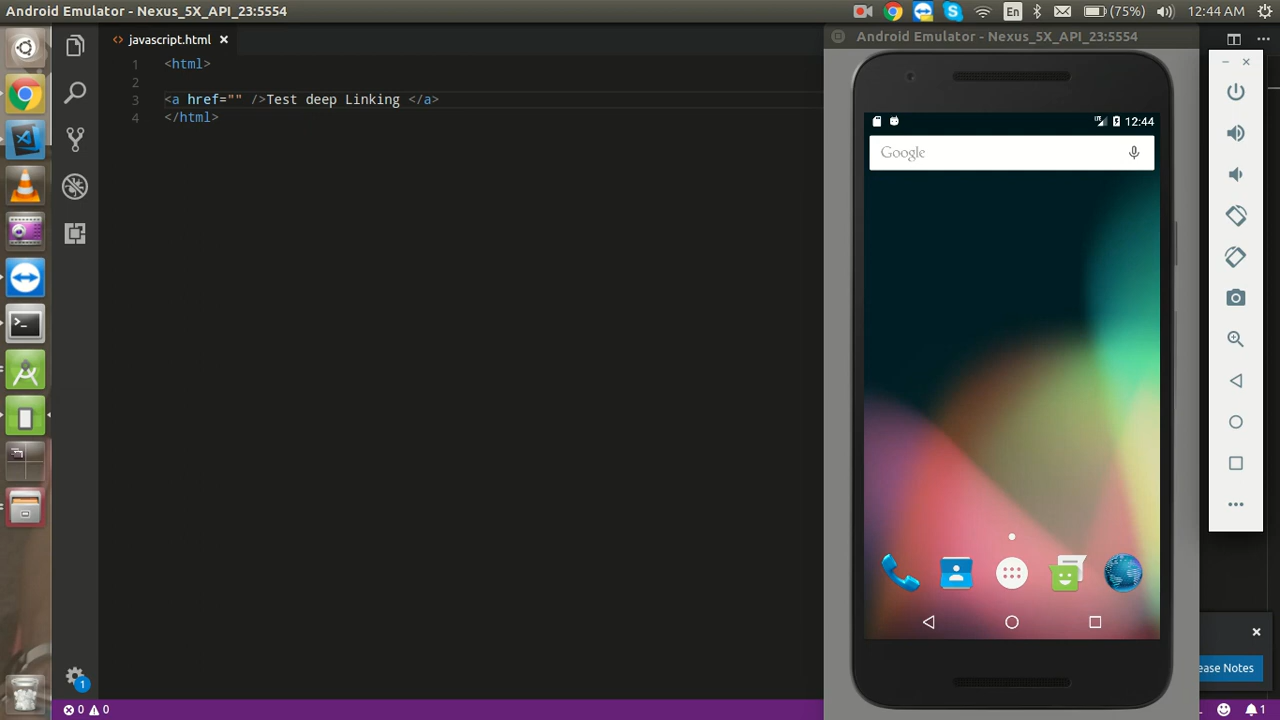 Android Emulator - Nexus_5X_API_23:5554
En
(75%)
12:44 AM
javascript.html
Android Emulator - Nexus_5X_API_23:5554
1 <html>
2
3 <a href="" />Test deep Linking </a>
4 </html>
12:44
Google
ease Notes
1
0 0
1